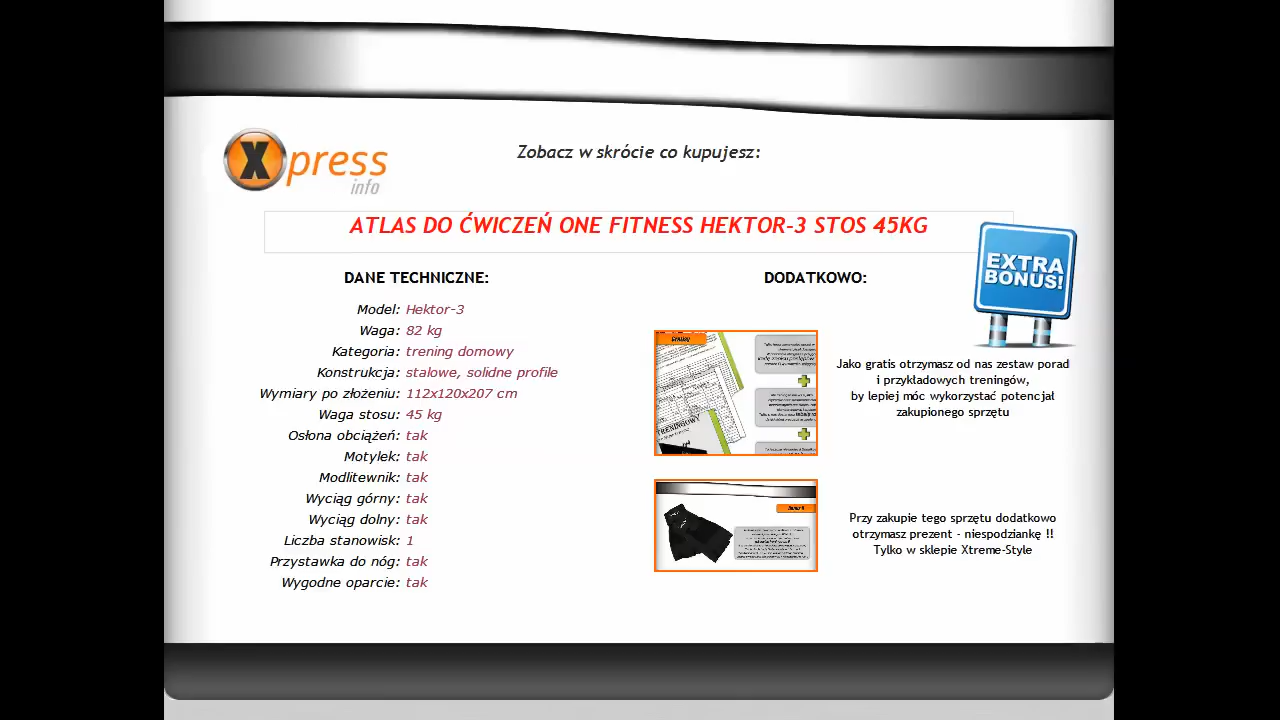 Xpress
info
Zobacz w skrócie co kupujesz:
ATLAS DO ĆWICZEŃ ONE FITNESS HEKTOR-3 STOS 45KG
DANE TECHNICZNE:
Model: Hektor-3
Waga: 82 kg
Kategoria: trening domowy
Konstrukcja: stalowe, solidne profile
Wymiary po złożeniu: 112x120x207 cm
Waga stosu: 45 kg
Osłona obciążeń: tak
Motylek: tak
Modlitewnik: tak
Wyciąg górny: tak
Wyciąg dolny: tak
Liczba stanowisk: 1
Przystawka do nóg: tak
Wygodne oparcie: tak
DODATKOWO:
EXTRA
BONUS!
Jako gratis otrzymasz od nas zestaw porad
i przykładowych treningów,
by lepiej móc wykorzystać potencjał
zakupionego sprzętu
Przy zakupie tego sprzętu dodatkowo
otrzymasz prezent - niespodziankę !!
Tylko w sklepie Xtreme-Style